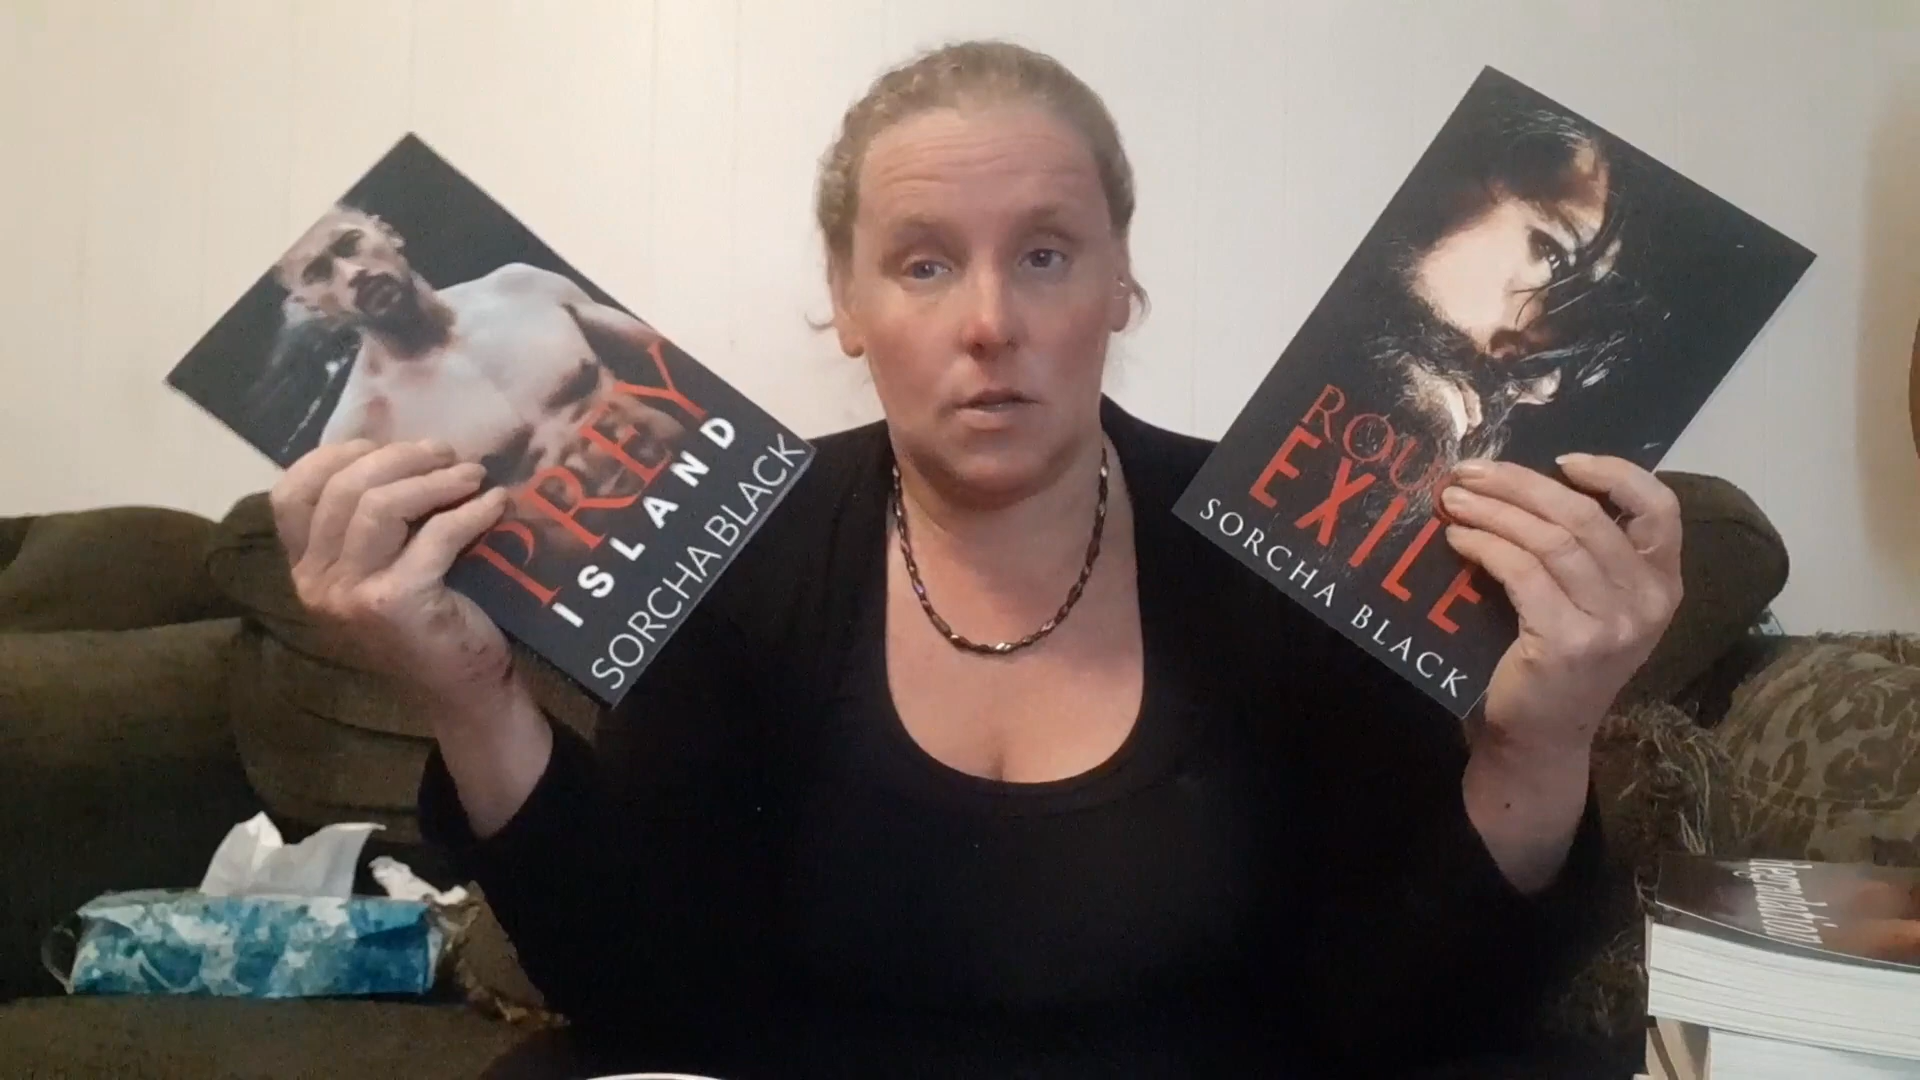 PREY
ISLAND
SORCHA BLACK
EXILE
SORCHA BLACK